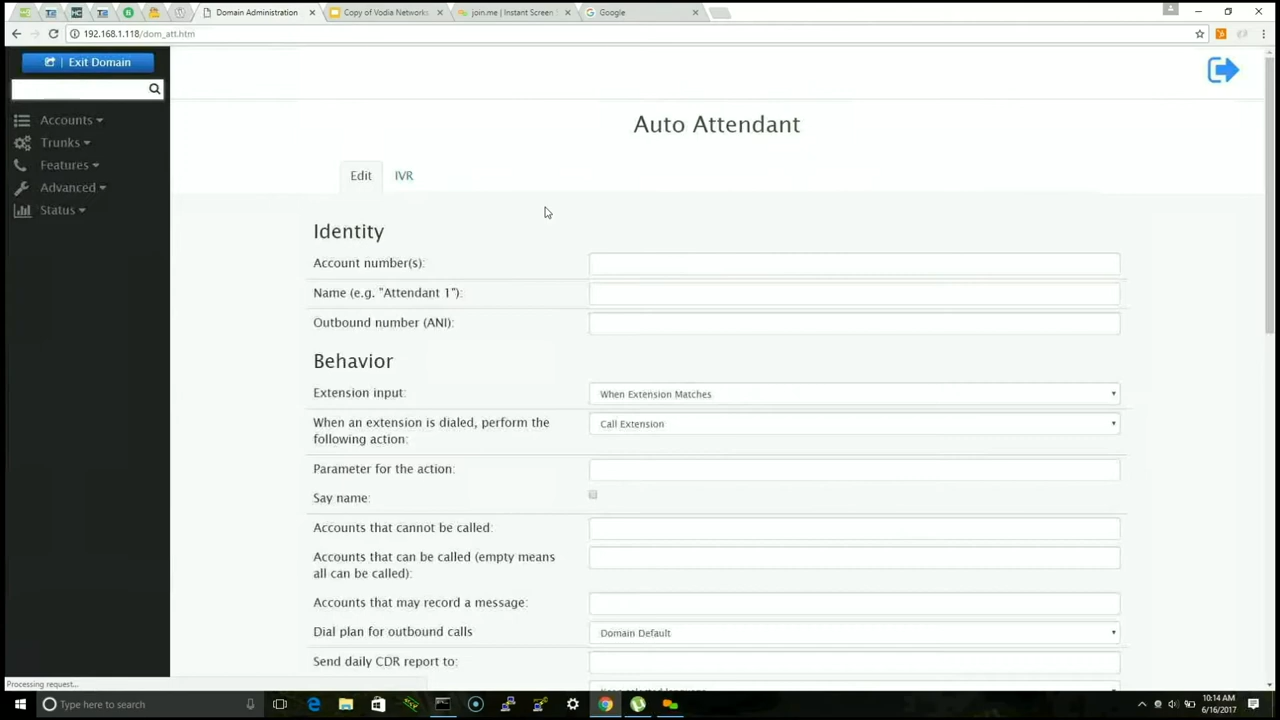 Domain Administration
Copy of Vodia Networks
join.me | Instant Screen
Google
192.168.1.118/dom_att.htm
Exit Domain
Accounts
Trunks
Features
Advanced
Status
Auto Attendant
Edit
IVR
Identity
Account number(s):
Name (e.g. "Attendant 1"):
Outbound number (ANI):
Behavior
Extension input:
When Extension Matches
When an extension is dialed, perform the
following action:
Call Extension
Parameter for the action:
Say name:
Accounts that cannot be called:
Accounts that can be called (empty means
all can be called):
Accounts that may record a message:
Dial plan for outbound calls
Domain Default
Send daily CDR report to:
Processing request...
Type here to search
10:14 AM
6/16/2017